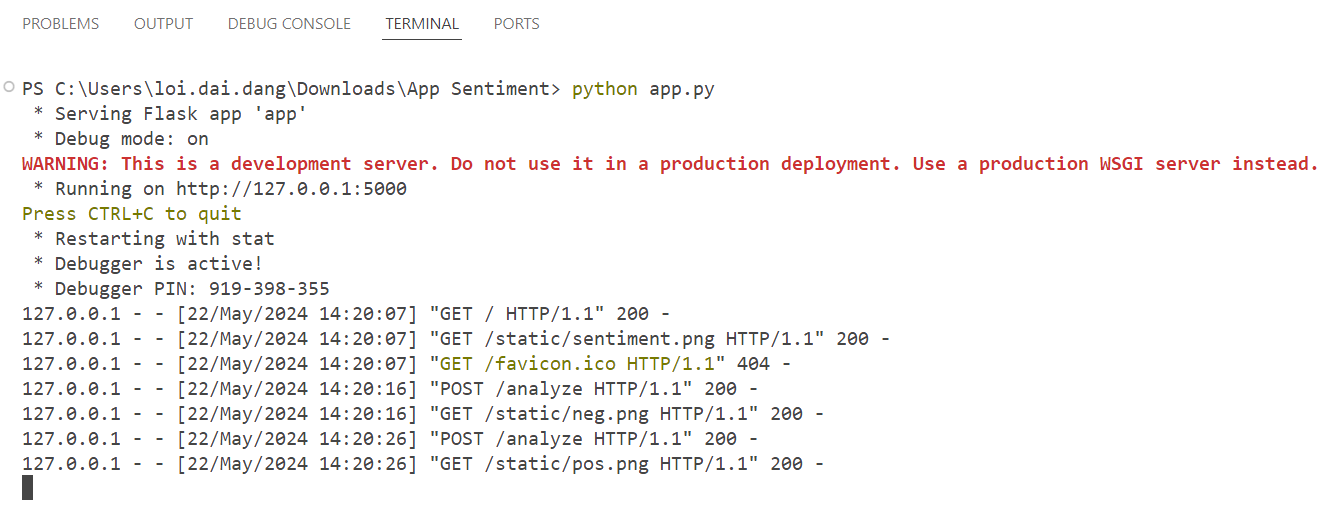 PROBLEMS OUTPUT DEBUG CONSOLE TERMINAL PORTS
PS C:\Users\loi.dai.dang\Downloads\App Sentiment> python app.py
 * Serving Flask app 'app'
 * Debug mode: on
WARNING: This is a development server. Do not use it in a production deployment. Use a production WSGI server instead.
 * Running on http://127.0.0.1:5000
Press CTRL+C to quit
 * Restarting with stat
 * Debugger is active!
 * Debugger PIN: 919-398-355
127.0.0.1 - - [22/May/2024 14:20:07] "GET / HTTP/1.1" 200 -
127.0.0.1 - - [22/May/2024 14:20:07] "GET /static/sentiment.png HTTP/1.1" 200 -
127.0.0.1 - - [22/May/2024 14:20:07] "GET /favicon.ico HTTP/1.1" 404 -
127.0.0.1 - - [22/May/2024 14:20:16] "POST /analyze HTTP/1.1" 200 -
127.0.0.1 - - [22/May/2024 14:20:16] "GET /static/neg.png HTTP/1.1" 200 -
127.0.0.1 - - [22/May/2024 14:20:26] "POST /analyze HTTP/1.1" 200 -
127.0.0.1 - - [22/May/2024 14:20:26] "GET /static/pos.png HTTP/1.1" 200 -